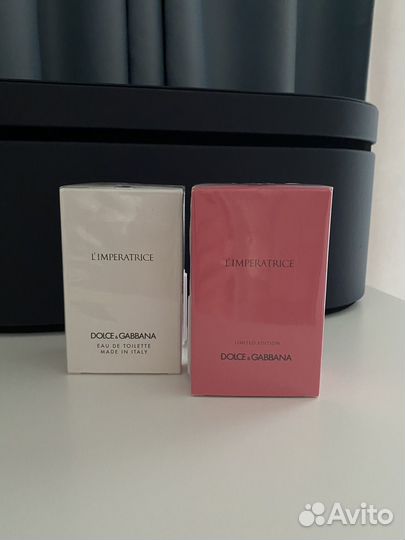 L'IMPERATRICE
DOLCE & GABBANA
EAU DE TOILETTE
MADE IN ITALY
L'IMPERATRICE
LIMITED EDITION
DOLCE & GABBANA
Avito